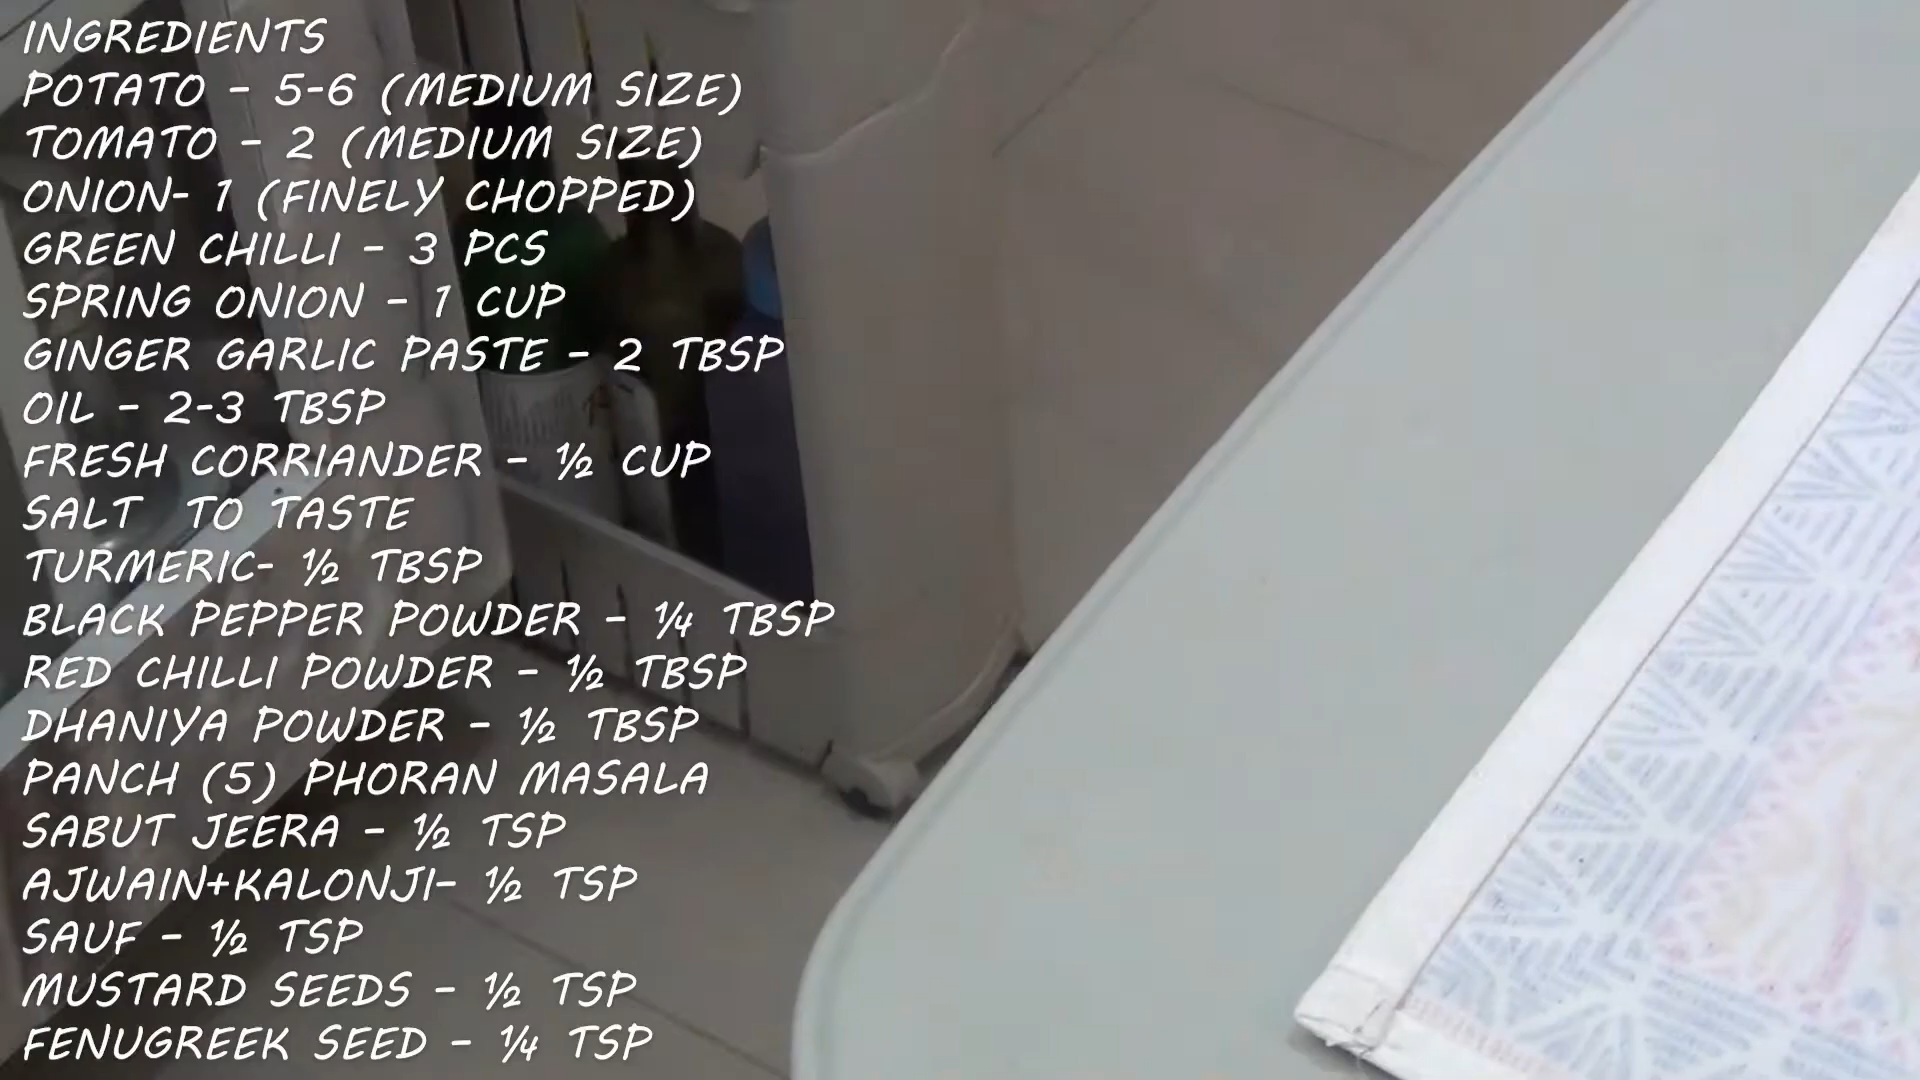 INGREDIENTS
POTATO - 5-6 (MEDIUM SIZE)
TOMATO - 2 (MEDIUM SIZE)
ONION- 1 (FINELY CHOPPED)
GREEN CHILLI - 3 PCS
SPRING ONION - 1 CUP
GINGER GARLIC PASTE - 2 TBSP
OIL - 2-3 TBSP
FRESH CORRIANDER - ½ CUP
SALT TO TASTE
TURMERIC- ½ TBSP
BLACK PEPPER POWDER - ¼ TBSP
RED CHILLI POWDER - ½ TBSP
DHANIYA POWDER - ½ TBSP
PANCH (5) PHORAN MASALA
SABUT JEERA - ½ TSP
AJWAIN+KALONJI- ½ TSP
SAUF - ½ TSP
MUSTARD SEEDS - ½ TSP
FENUGREEK SEED - ¼ TSP